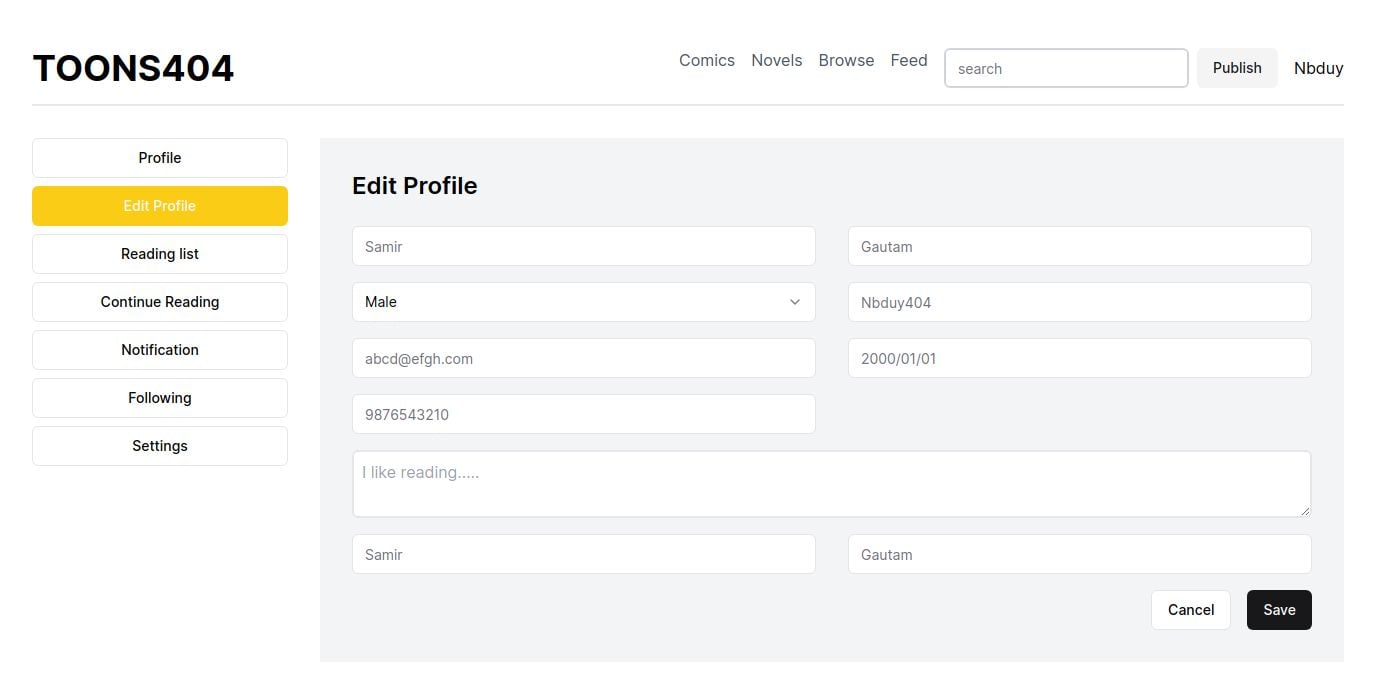 TOONS404
Comics Novels Browse Feed search Publish Nbduy
Profile
Edit Profile
Reading list
Continue Reading
Notification
Following
Settings
Edit Profile
Samir Gautam
Male Nbduy404
abcd@efgh.com 2000/01/01
9876543210
I like reading.....
Samir Gautam
Cancel Save